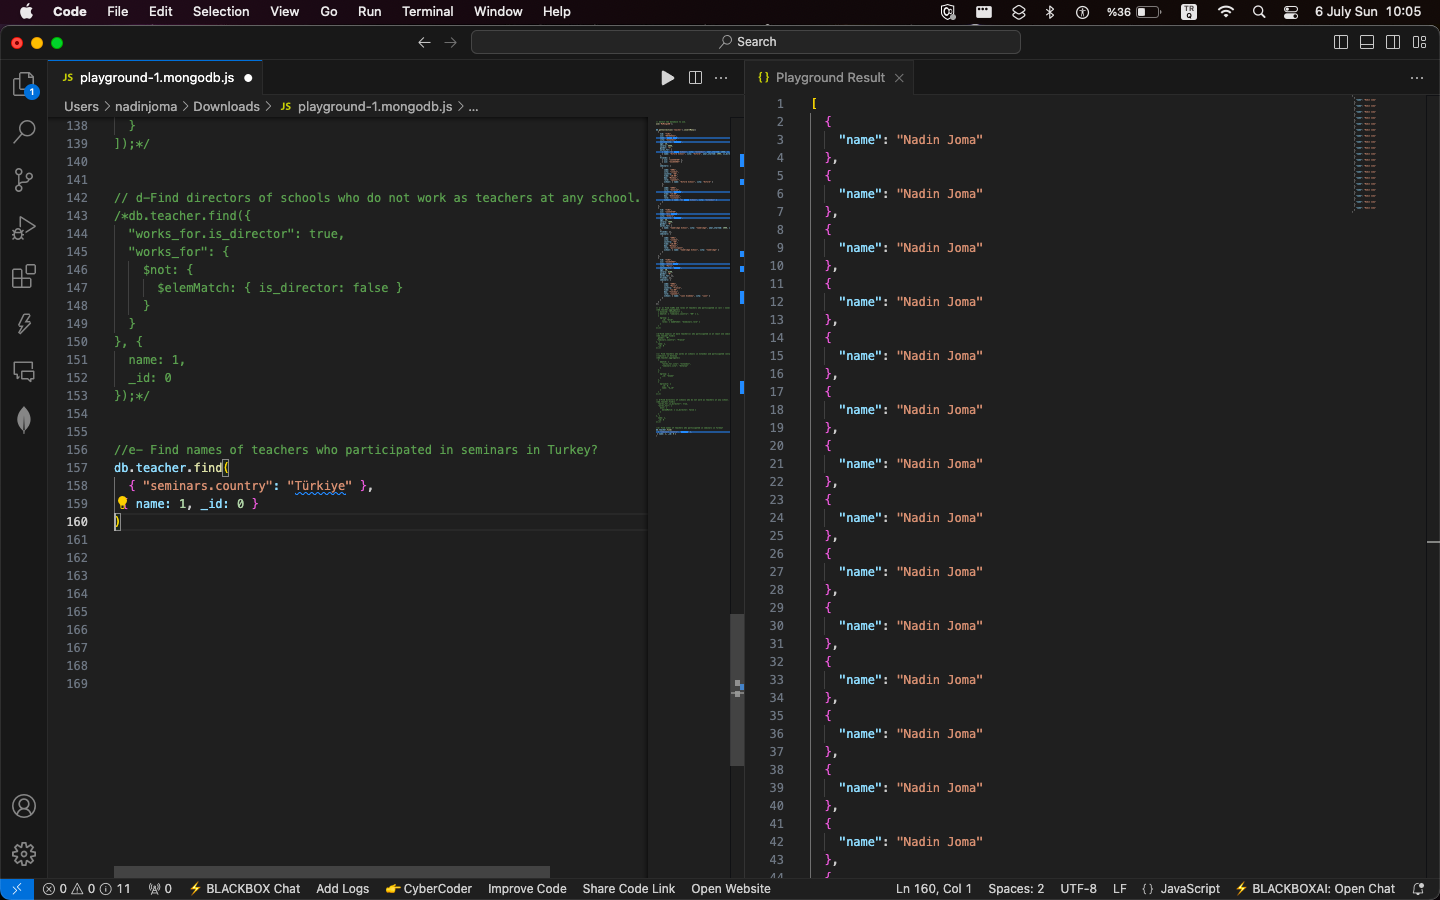 Code File Edit Selection View Go Run Terminal Window Help %36 TR Q 6 July Sun 10:05
Search
JS playground-1.mongodb.js
{} Playground Result
Users > nadinjoma > Downloads > JS playground-1.mongodb.js > ...
138 }
139 ]);*/
140
141
142 // d-Find directors of schools who do not work as teachers at any school.
143 /*db.teacher.find({
144 "works_for.is_director": true,
145 "works_for": {
146 $not: {
147 $elemMatch: { is_director: false }
148 }
149 }
150 }, {
151 name: 1,
152 _id: 0
153 });*/
154
155
156 //e- Find names of teachers who participated in seminars in Turkey?
157 db.teacher.find(
158 { "seminars.country": "Türkiye" },
159 name: 1, _id: 0 }
160 )
161
162
163
164
165
166
167
168
169
1 [
2 {
3 "name": "Nadin Joma"
4 },
5 {
6 "name": "Nadin Joma"
7 },
8 {
9 "name": "Nadin Joma"
10 },
11 {
12 "name": "Nadin Joma"
13 },
14 {
15 "name": "Nadin Joma"
16 },
17 {
18 "name": "Nadin Joma"
19 },
20 {
21 "name": "Nadin Joma"
22 },
23 {
24 "name": "Nadin Joma"
25 },
26 {
27 "name": "Nadin Joma"
28 },
29 {
30 "name": "Nadin Joma"
31 },
32 {
33 "name": "Nadin Joma"
34 },
35 {
36 "name": "Nadin Joma"
37 },
38 {
39 "name": "Nadin Joma"
40 },
41 {
42 "name": "Nadin Joma"
43 },
44 {
1
0 0 11 0 BLACKBOX Chat Add Logs CyberCoder Improve Code Share Code Link Open Website Ln 160, Col 1 Spaces: 2 UTF-8 LF {} JavaScript BLACKBOXAI: Open Chat